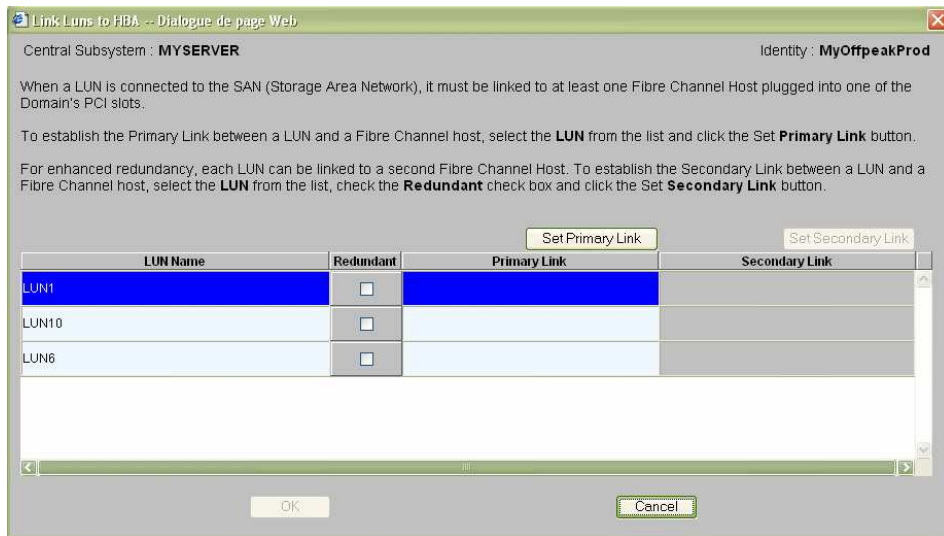 Link Luns to HBA -- Dialogue de page Web
Central Subsystem : MYSERVER Identity : MyOffpeakProd
When a LUN is connected to the SAN (Storage Area Network), it must be linked to at least one Fibre Channel Host plugged into one of the
Domain's PCI slots.
To establish the Primary Link between a LUN and a Fibre Channel host, select the LUN from the list and click the Set Primary Link button.
For enhanced redundancy, each LUN can be linked to a second Fibre Channel Host. To establish the Secondary Link between a LUN and a
Fibre Channel host, select the LUN from the list, check the Redundant check box and click the Set Secondary Link button.
Set Primary Link Set Secondary Link
LUN Name Redundant Primary Link Secondary Link
LUN1
LUN10
LUN6
OK Cancel